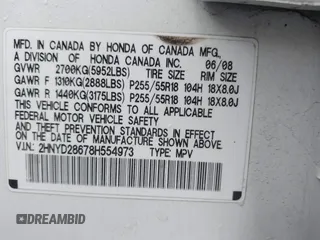 MFD. IN CANADA BY HONDA OF CANADA MFG.
A DIVISION OF HONDA CANADA INC. 06/08
GVWR 2700KG(5952LBS) TIRE SIZE RIM SIZE
GAWR F 1310KG(2888LBS) P255/55R18 104H 18X8.0J
GAWR R 1440KG(3175LBS) P255/55R18 104H 18X8.0J
THIS VEHICLE CONFORMS TO ALL APPLICABLE
FEDERAL MOTOR VEHICLE SAFETY STANDARDS IN EFFECT
ON THE DATE OF MANUFACTURE SHOWN ABOVE.
V.I.N.: 2HNYD28678H554973 TYPE: MPV
DREAMBID